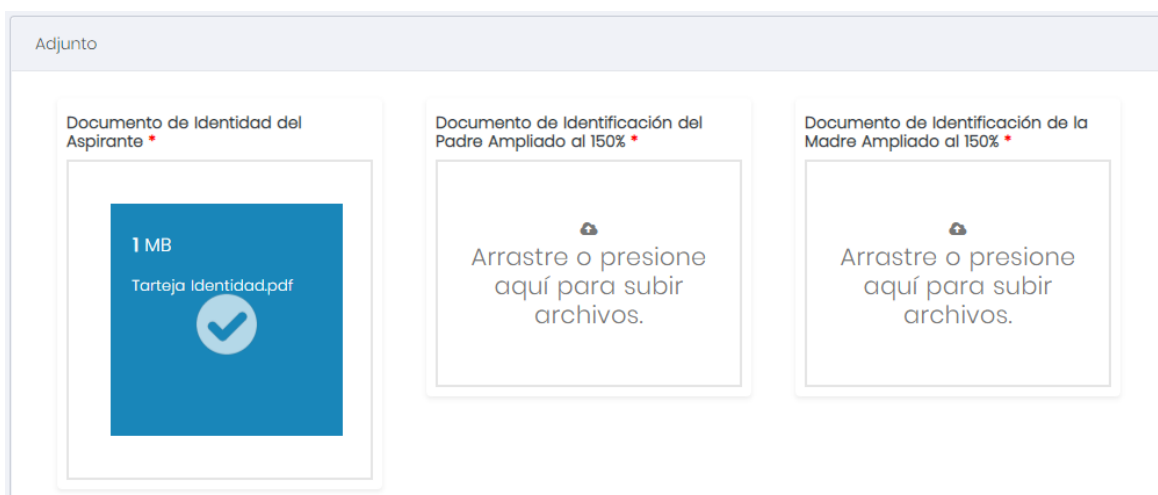 Adjunto
Documento de Identidad del
Aspirante *
1 MB
Tarteja Identidad.pdf
Documento de Identificación del
Padre Ampliado al 150% *
Arrastre o presione
aquí para subir
archivos.
Documento de Identificación de la
Madre Ampliado al 150% *
Arrastre o presione
aquí para subir
archivos.